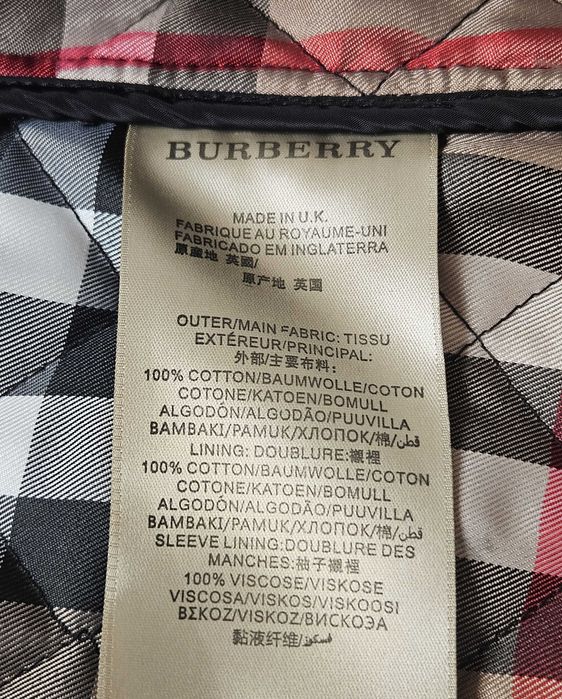 BURBERRY
MADE IN U.K.
FABRIQUE AU ROYAUME-UNI
FABRICADO EM INGLATERRA
原産地 英國/
原产地 英国
OUTER/MAIN FABRIC: TISSU
EXTÉREUR/PRINCIPAL:
外部/主要布料:
100% COTTON/BAUMWOLLE/COTON
COTONE/KATOEN/BOMULL
ALGODÓN/ALGODÃO/PUUVILLA
BAMBAKI/PAMUK/ХЛОПОК/棉/قطن
LINING: DOUBLURE:襯裡
100% COTTON/BAUMWOLLE/COTON
COTONE/KATOEN/BOMULL
ALGODÓN/ALGODÃO/PUUVILLA
BAMBAKI/PAMUK/ХЛОПОК/棉/قطن
SLEEVE LINING:DOUBLURE DES
MANCHES:袖子襯裡
100% VISCOSE/VISKOSE
VISCOSA/VISKOS/VISKOOSI
ΒΣΚΟΖ/VISKOZ/ВИСКОЭА
黏液纤维/فسكوز